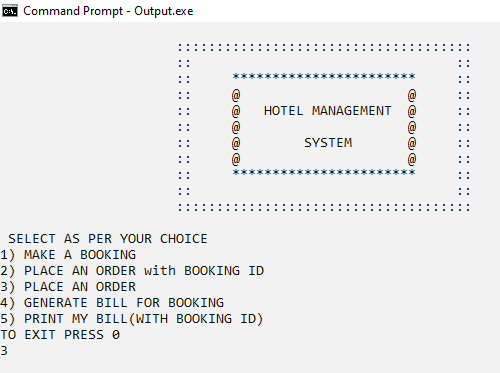 Command Prompt - Output.exe
:::::::::::::::::::::::::::::::::::::
:: ::
:: *********************** ::
:: @ @ ::
:: @ HOTEL MANAGEMENT @ ::
:: @ @ ::
:: @ SYSTEM @ ::
:: @ @ ::
:: *********************** ::
:: ::
:::::::::::::::::::::::::::::::::::::
SELECT AS PER YOUR CHOICE
1) MAKE A BOOKING
2) PLACE AN ORDER with BOOKING ID
3) PLACE AN ORDER
4) GENERATE BILL FOR BOOKING
5) PRINT MY BILL(WITH BOOKING ID)
TO EXIT PRESS 0
3